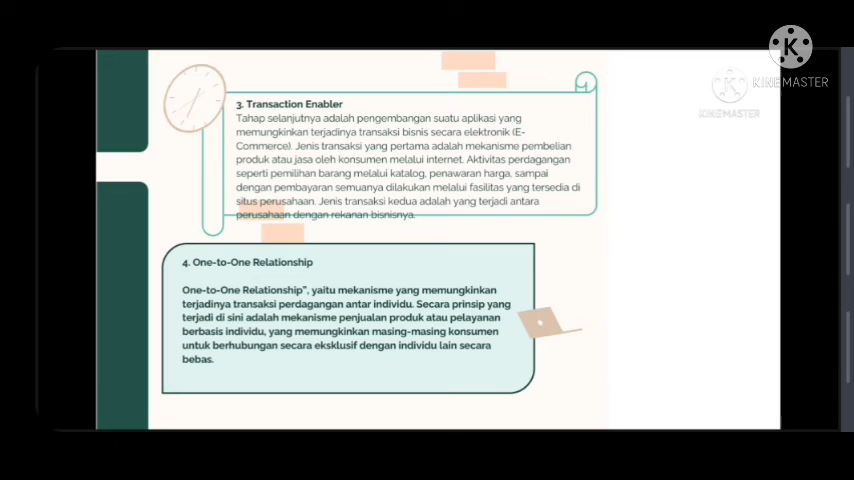 K
KINEMASTER
KINEMASTER
3. Transaction Enabler
Tahap selanjutnya adalah pengembangan suatu aplikasi yang
memungkinkan terjadinya transaksi bisnis secara elektronik (E-
Commerce). Jenis transaksi yang pertama adalah mekanisme pembelian
produk atau jasa oleh konsumen melalui internet. Aktivitas perdagangan
seperti pemilihan barang melalui katalog, penawaran harga, sampai
dengan pembayaran semuanya dilakukan melalui fasilitas yang tersedia di
situs perusahaan. Jenis transaksi kedua adalah yang terjadi antara
perusahaan dengan rekanan bisnisnya.
4. One-to-One Relationship
One-to-One Relationship", yaitu mekanisme yang memungkinkan
terjadinya transaksi perdagangan antar individu. Secara prinsip yang
terjadi di sini adalah mekanisme penjualan produk atau pelayanan
berbasis individu, yang memungkinkan masing-masing konsumen
untuk berhubungan secara eksklusif dengan individu lain secara
bebas.